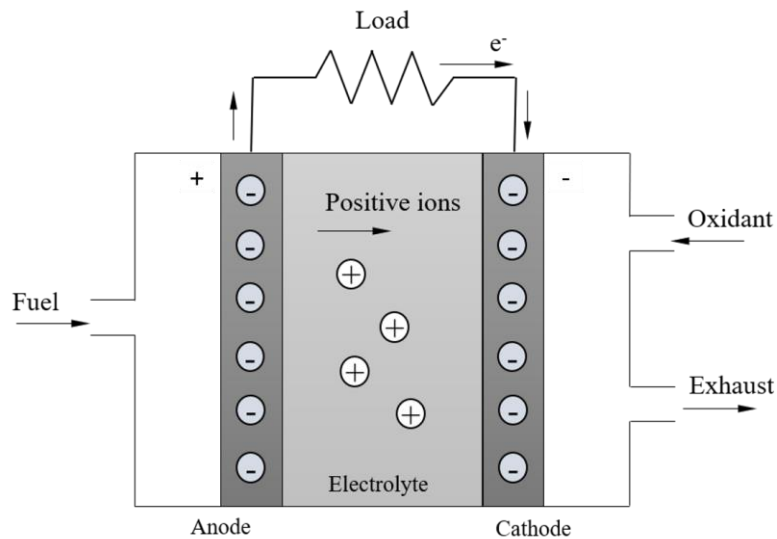 Load
e-
+
-
Positive ions
Oxidant
Fuel
Exhaust
Electrolyte
Anode
Cathode
- - - - - -
- - - - - -
+ + + +